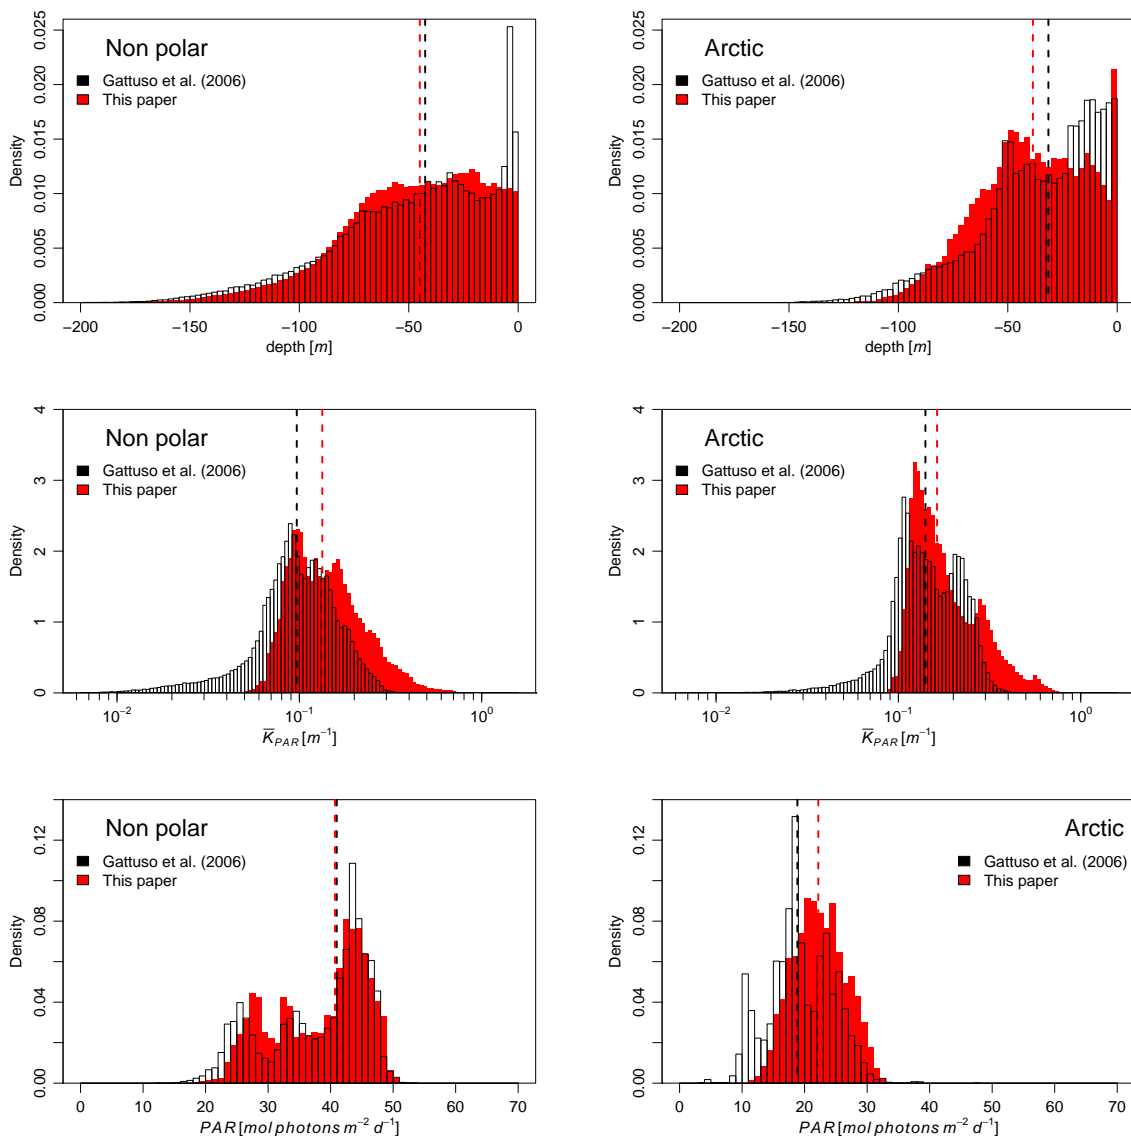 Non polar
Gattuso et al. (2006)
This paper
Density
0.000 0.005 0.010 0.015 0.020 0.025
−200 −150 −100 −50 0
depth [m]
Arctic
Gattuso et al. (2006)
This paper
Density
0.000 0.005 0.010 0.015 0.020 0.025
−200 −150 −100 −50 0
depth [m]
Non polar
Gattuso et al. (2006)
This paper
Density
0 1 2 3 4
10⁻² 10⁻¹ 10⁰
K̅PAR [m⁻¹]
Arctic
Gattuso et al. (2006)
This paper
Density
0 1 2 3 4
10⁻² 10⁻¹ 10⁰
K̅PAR [m⁻¹]
Non polar
Gattuso et al. (2006)
This paper
Density
0.00 0.04 0.08 0.12
0 10 20 30 40 50 60 70
PAR [mol photons m⁻² d⁻¹]
Arctic
Gattuso et al. (2006)
This paper
Density
0.00 0.04 0.08 0.12
0 10 20 30 40 50 60 70
PAR [mol photons m⁻² d⁻¹]